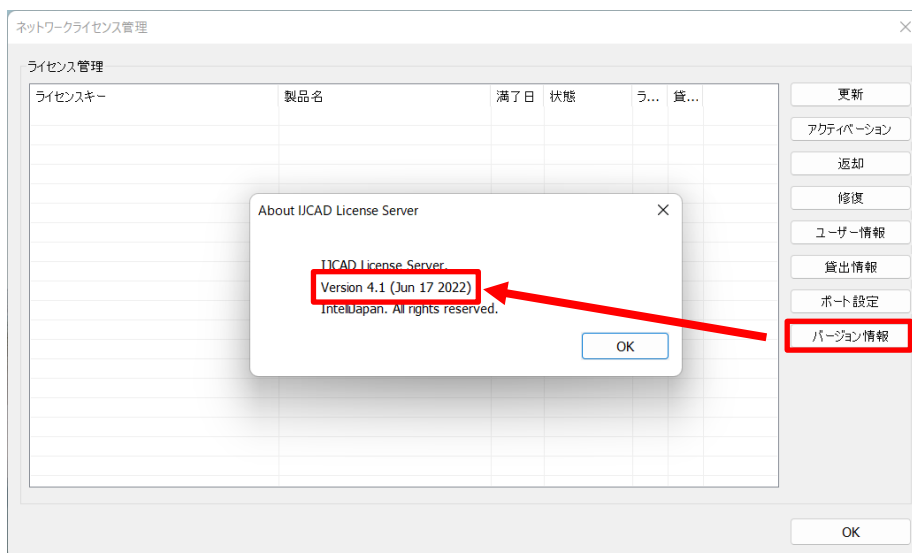 ネットワークライセンス管理
ライセンス管理
ライセンスキー 製品名 満了日 状態 ラ... 貸...
更新
アクティベーション
返却
修復
ユーザー情報
貸出情報
ポート設定
バージョン情報
About IJCAD License Server
IJCAD License Server.
Version 4.1 (Jun 17 2022)
IntelliJapan. All rights reserved.
OK
OK